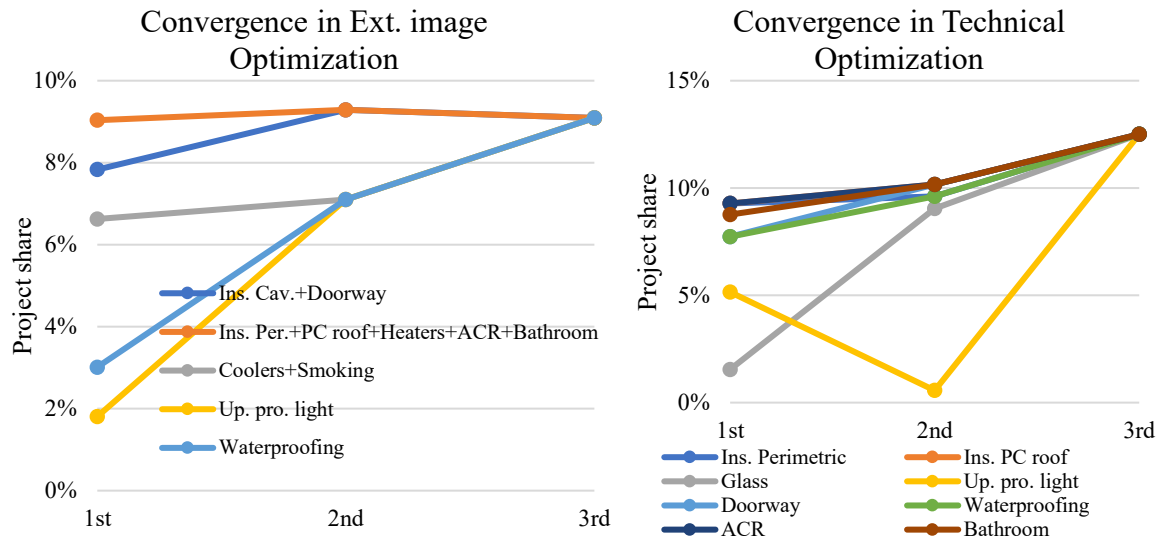 Convergence in Ext. image
Optimization
10%
8%
6%
4%
2%
0%
Project share
Ins. Cav.+Doorway
Ins. Per.+PC roof+Heaters+ACR+Bathroom
Coolers+Smoking
Up. pro. light
Waterproofing
1st
2nd
3rd
Convergence in Technical
Optimization
15%
10%
5%
0%
Project share
1st
2nd
3rd
Ins. Perimetric
Ins. PC roof
Glass
Up. pro. light
Doorway
Waterproofing
ACR
Bathroom